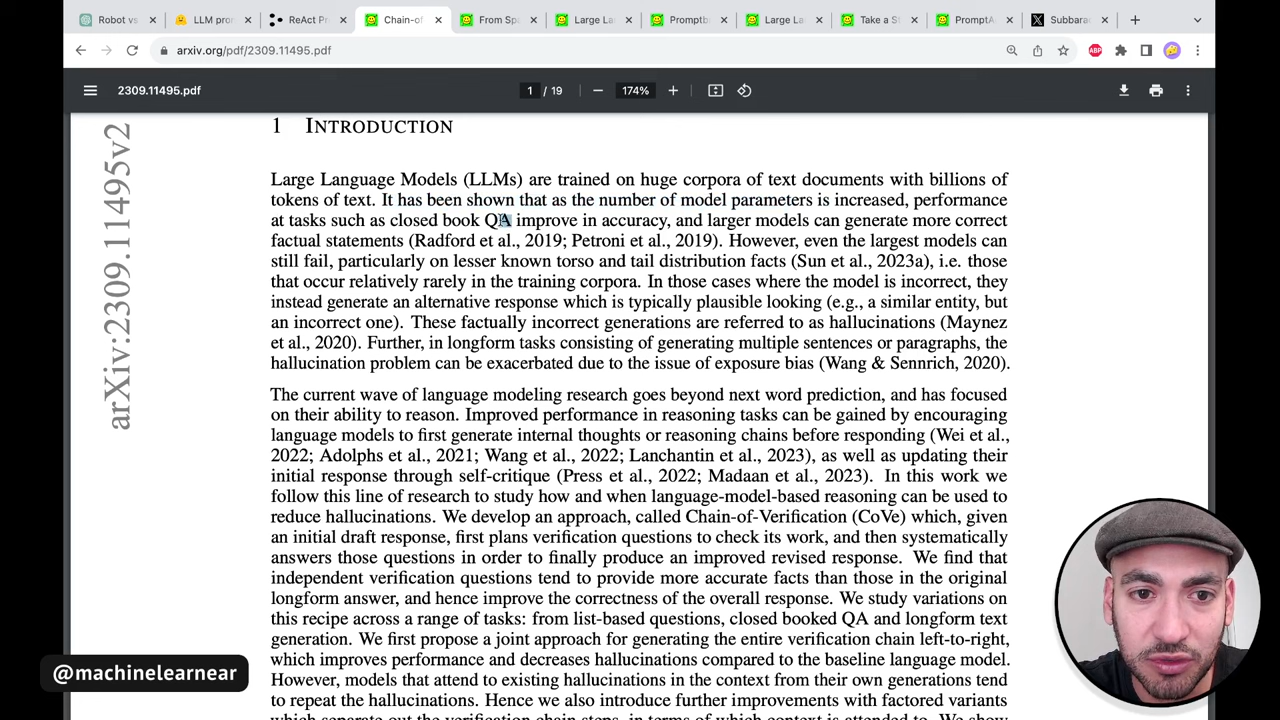 Robot vs
LLM pro
ReAct Pr
Chain-of
From Sp
Large La
Promptb
Large La
Take a S
PromptA
Subbara
arxiv.org/pdf/2309.11495.pdf
ABP
2309.11495.pdf
1 / 19
174%
arXiv:2309.11495v2
1 INTRODUCTION
Large Language Models (LLMs) are trained on huge corpora of text documents with billions of
tokens of text. It has been shown that as the number of model parameters is increased, performance
at tasks such as closed book QA improve in accuracy, and larger models can generate more correct
factual statements (Radford et al., 2019; Petroni et al., 2019). However, even the largest models can
still fail, particularly on lesser known torso and tail distribution facts (Sun et al., 2023a), i.e. those
that occur relatively rarely in the training corpora. In those cases where the model is incorrect, they
instead generate an alternative response which is typically plausible looking (e.g., a similar entity, but
an incorrect one). These factually incorrect generations are referred to as hallucinations (Maynez
et al., 2020). Further, in longform tasks consisting of generating multiple sentences or paragraphs, the
hallucination problem can be exacerbated due to the issue of exposure bias (Wang & Sennrich, 2020).
The current wave of language modeling research goes beyond next word prediction, and has focused
on their ability to reason. Improved performance in reasoning tasks can be gained by encouraging
language models to first generate internal thoughts or reasoning chains before responding (Wei et al.,
2022; Adolphs et al., 2021; Wang et al., 2022; Lanchantin et al., 2023), as well as updating their
initial response through self-critique (Press et al., 2022; Madaan et al., 2023). In this work we
follow this line of research to study how and when language-model-based reasoning can be used to
reduce hallucinations. We develop an approach, called Chain-of-Verification (CoVe) which, given
an initial draft response, first plans verification questions to check its work, and then systematically
answers those questions in order to finally produce an improved revised response. We find that
independent verification questions tend to provide more accurate facts than those in the original
longform answer, and hence improve the correctness of the overall response. We study variations on
this recipe across a range of tasks: from list-based questions, closed booked QA and longform text
generation. We first propose a joint approach for generating the entire verification chain left-to-right,
which improves performance and decreases hallucinations compared to the baseline language model.
However, models that attend to existing hallucinations in the context from their own generations tend
to repeat the hallucinations. Hence we also introduce further improvements with factored variants
which separate out the verification chain steps, in terms of which context is attended to. We show
@machinelearnear